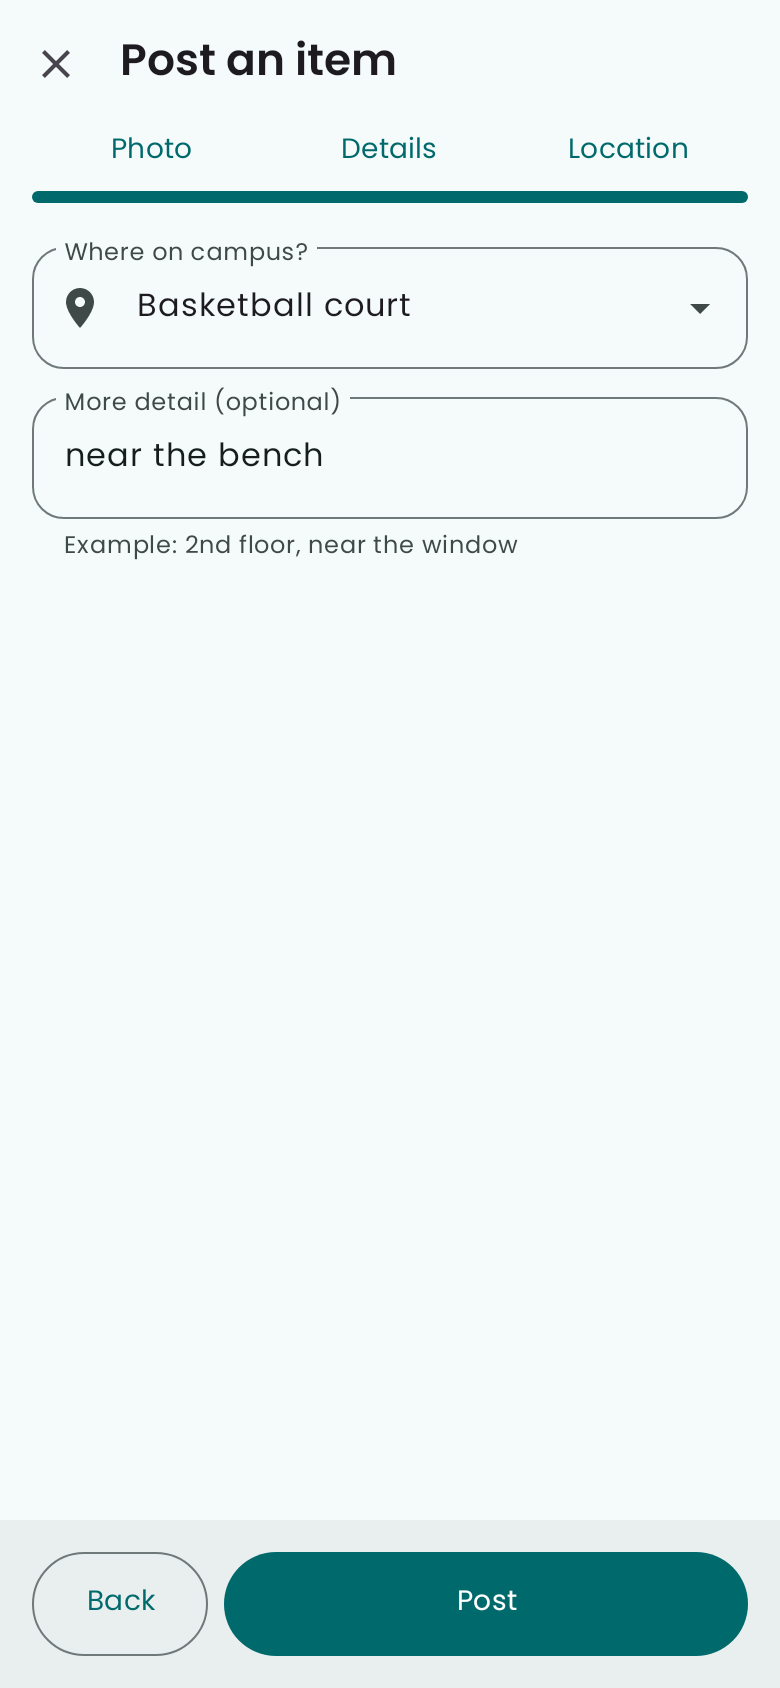 Post an item
Photo Details Location
Where on campus?
Basketball court
More detail (optional)
near the bench
Example: 2nd floor, near the window
Back Post